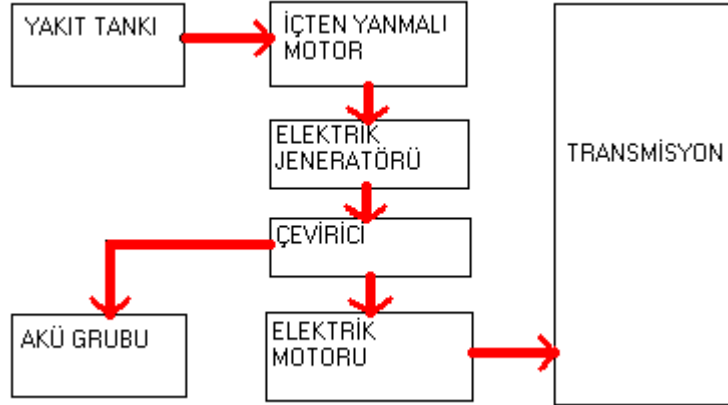 YAKIT TANKI
İÇTEN YANMALI
MOTOR
ELEKTRİK
JENERATÖRÜ
TRANSMİSYON
ÇEVİRİCİ
AKÜ GRUBU
ELEKTRİK
MOTORU